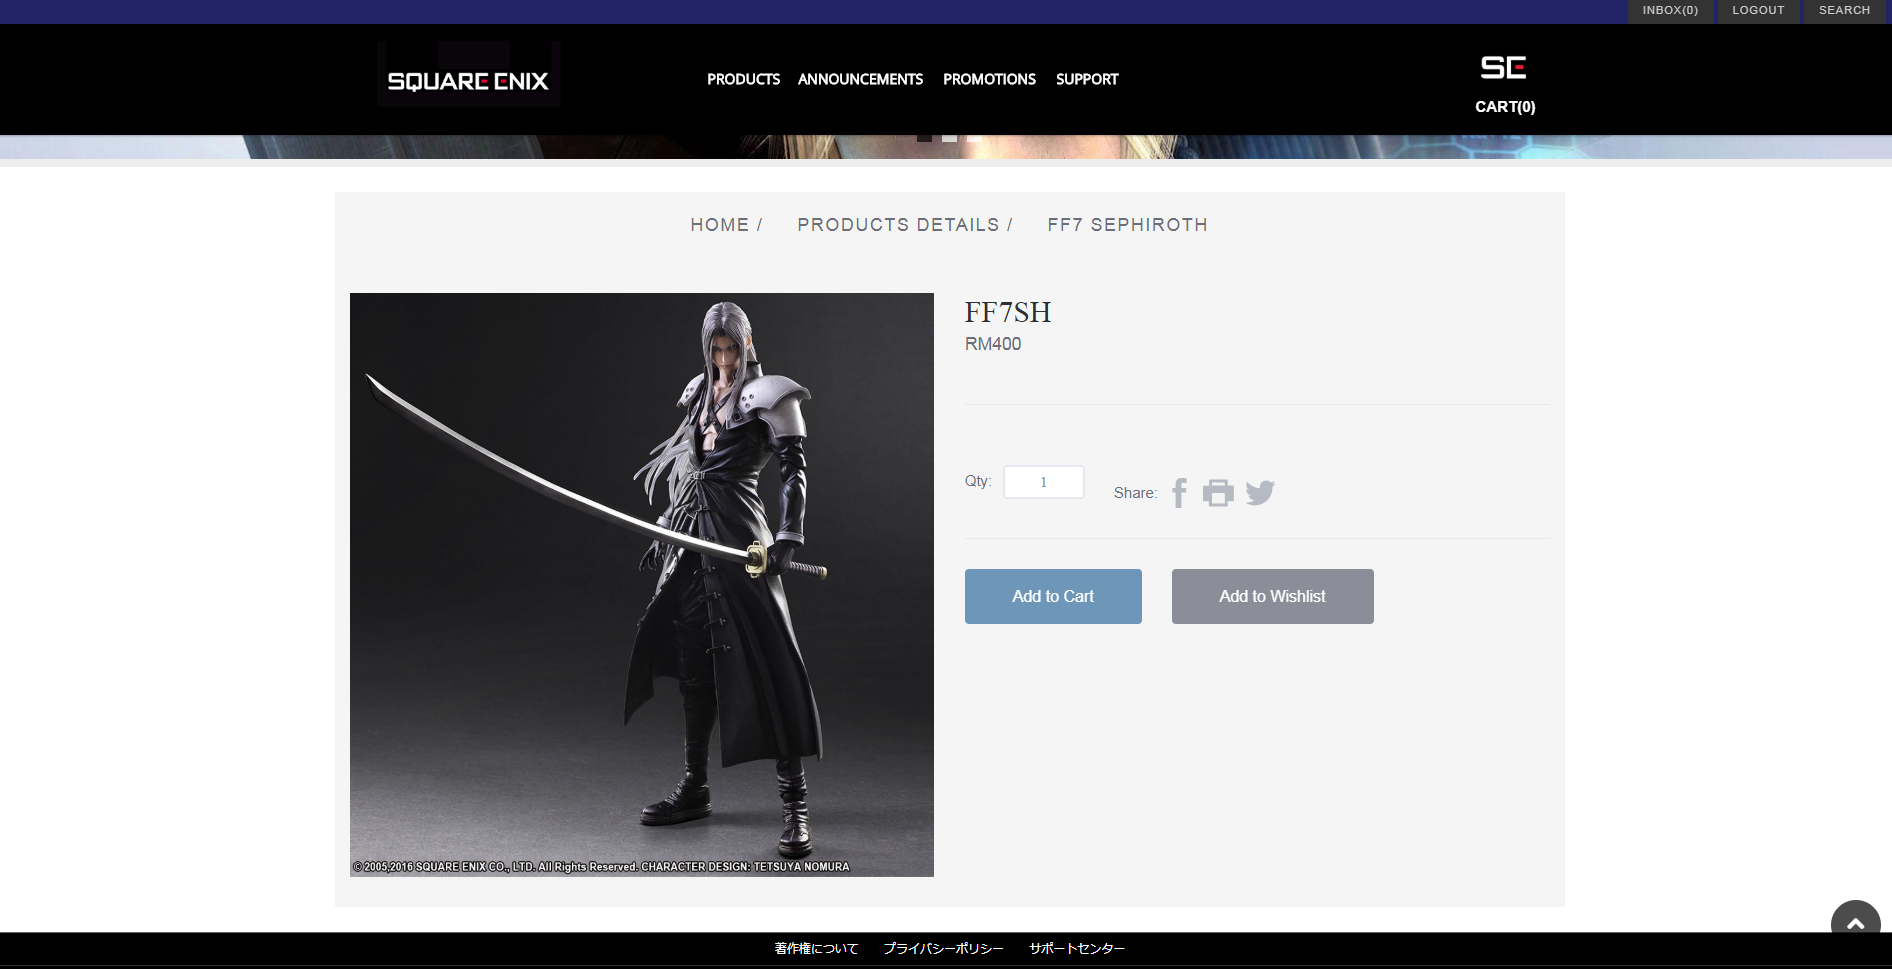 INBOX(0) LOGOUT SEARCH
SQUARE ENIX
PRODUCTS ANNOUNCEMENTS PROMOTIONS SUPPORT
SE
CART(0)
HOME / PRODUCTS DETAILS / FF7 SEPHIROTH
FF7SH
RM400
Qty: 1
Share:
Add to Cart Add to Wishlist
© 2005,2016 SQUARE ENIX CO., LTD. All Rights Reserved. CHARACTER DESIGN: TETSUYA NOMURA
著作権について プライバシーポリシー サポートセンター